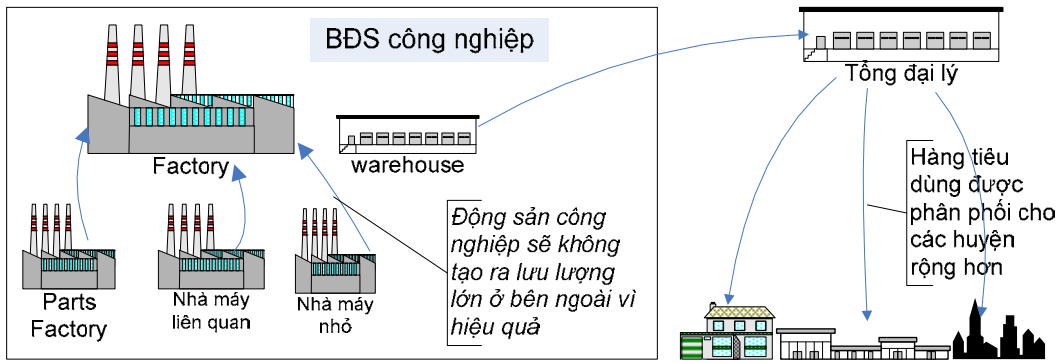 BĐS công nghiệp
Factory
warehouse
Parts
Factory
Nhà máy
liên quan
Nhà máy
nhỏ
Động sản công
nghiệp sẽ không
tạo ra lưu lượng
lớn ở bên ngoài vì
hiệu quả
Tổng đại lý
Hàng tiêu
dùng được
phân phối cho
các huyện
rộng hơn